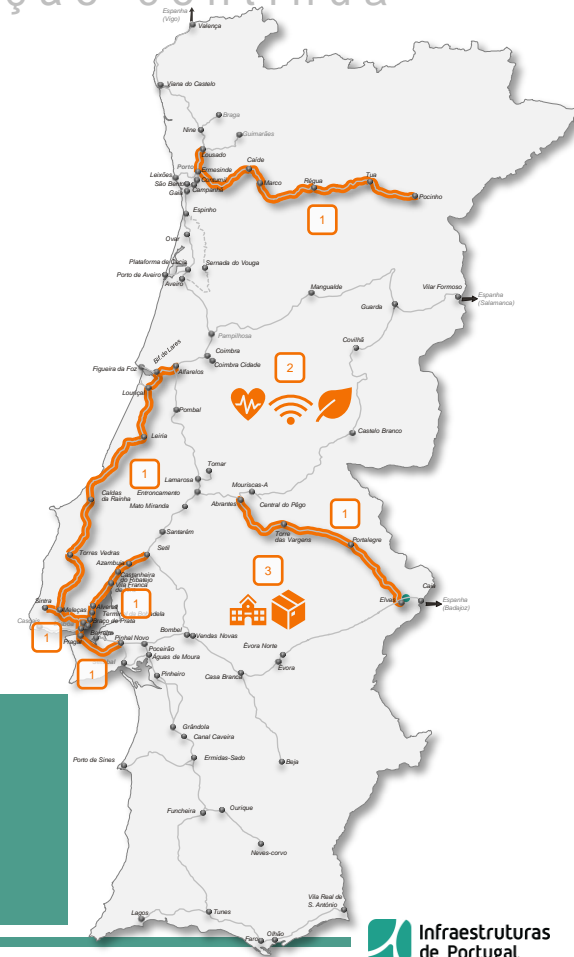 Espanha
(Vigo)
Valença
Viana do Castelo
Braga
Nine
Guimarães
Lousado
Porto
Ermesinde
Caíde
Leixões
Contumil
São Bento
Campanhã
Marco
Régua
Tua
Gaia
Pocinho
1
Espinho
Ovar
Plataforma de Cacia
Sernada do Vouga
Porto de Aveiro
Aveiro
Mangualde
Vilar Formoso
Espanha
(Salamanca)
Guarda
Pampilhosa
Covilhã
Coimbra
Bif. de Lares
Coimbra Cidade
Figueira da Foz
Alfarelos
2
Louriçal
Pombal
Leiria
Castelo Branco
Tomar
1
Lamarosa
Mouriscas-A
Caldas
da Rainha
Entroncamento
Abrantes
Central do Pêgo
1
Mato Miranda
Santarém
Torre
das Vargens
Portalegre
Torres Vedras
Setil
Azambuja
3
Castanheira
do Ribatejo
Vila Franca
Caia
Elvas
Espanha
(Badajoz)
Sintra
Meleças
Alverca
1
Braço de Prata
1
Bombel
Vendas Novas
Pinhal Novo
Poceirão
Évora Norte
Águas de Moura
Évora
1
Pinheiro
Casa Branca
Grândola
Canal Caveira
Porto de Sines
Ermidas-Sado
Beja
Funcheira
Ourique
Neves-corvo
Vila Real de
S. António
Lagos
Tunes
Olhão
Faro
Infraestruturas
de Portugal